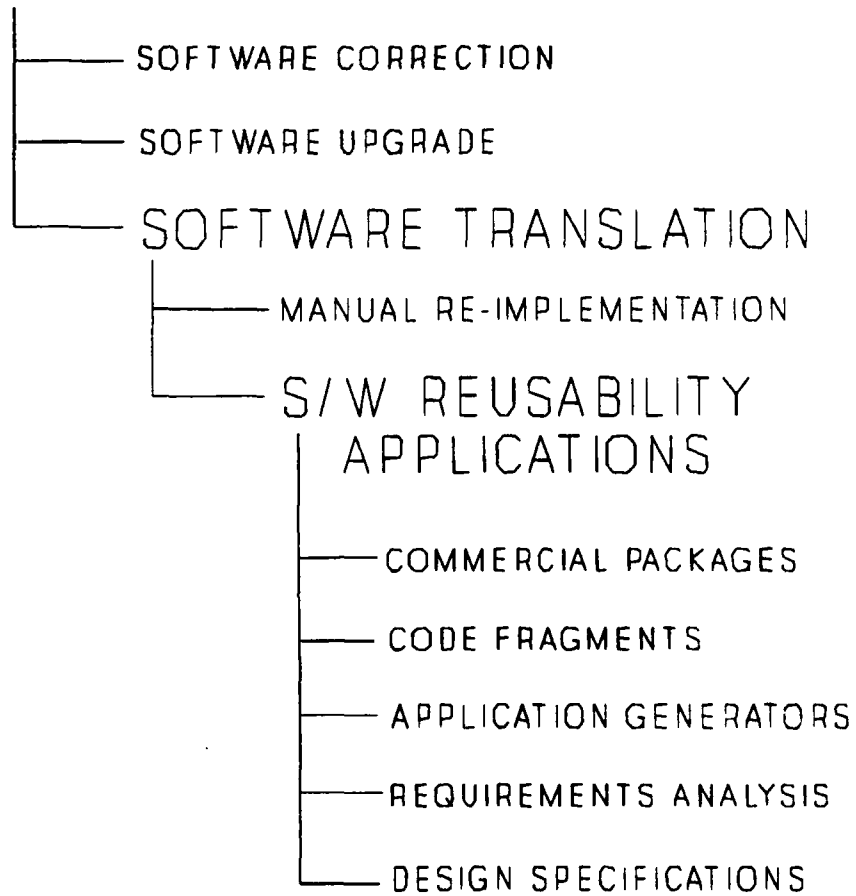 SOFTWARE CORRECTION
SOFTWARE UPGRADE
SOFTWARE TRANSLATION
MANUAL RE-IMPLEMENTATION
S/W REUSABILITY
APPLICATIONS
COMMERCIAL PACKAGES
CODE FRAGMENTS
APPLICATION GENERATORS
REQUIREMENTS ANALYSIS
DESIGN SPECIFICATIONS